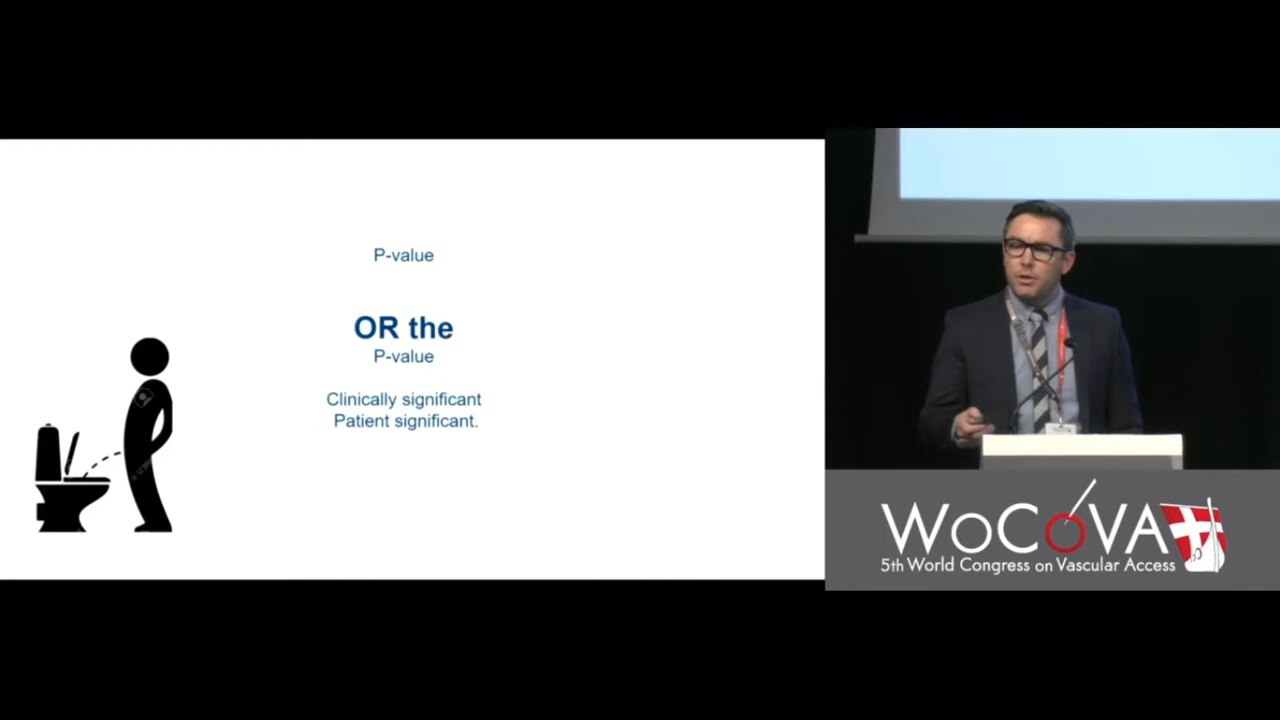 P-value
OR the
P-value
Clinically significant
Patient significant.
WoCoVA
5th World Congress on Vascular Access